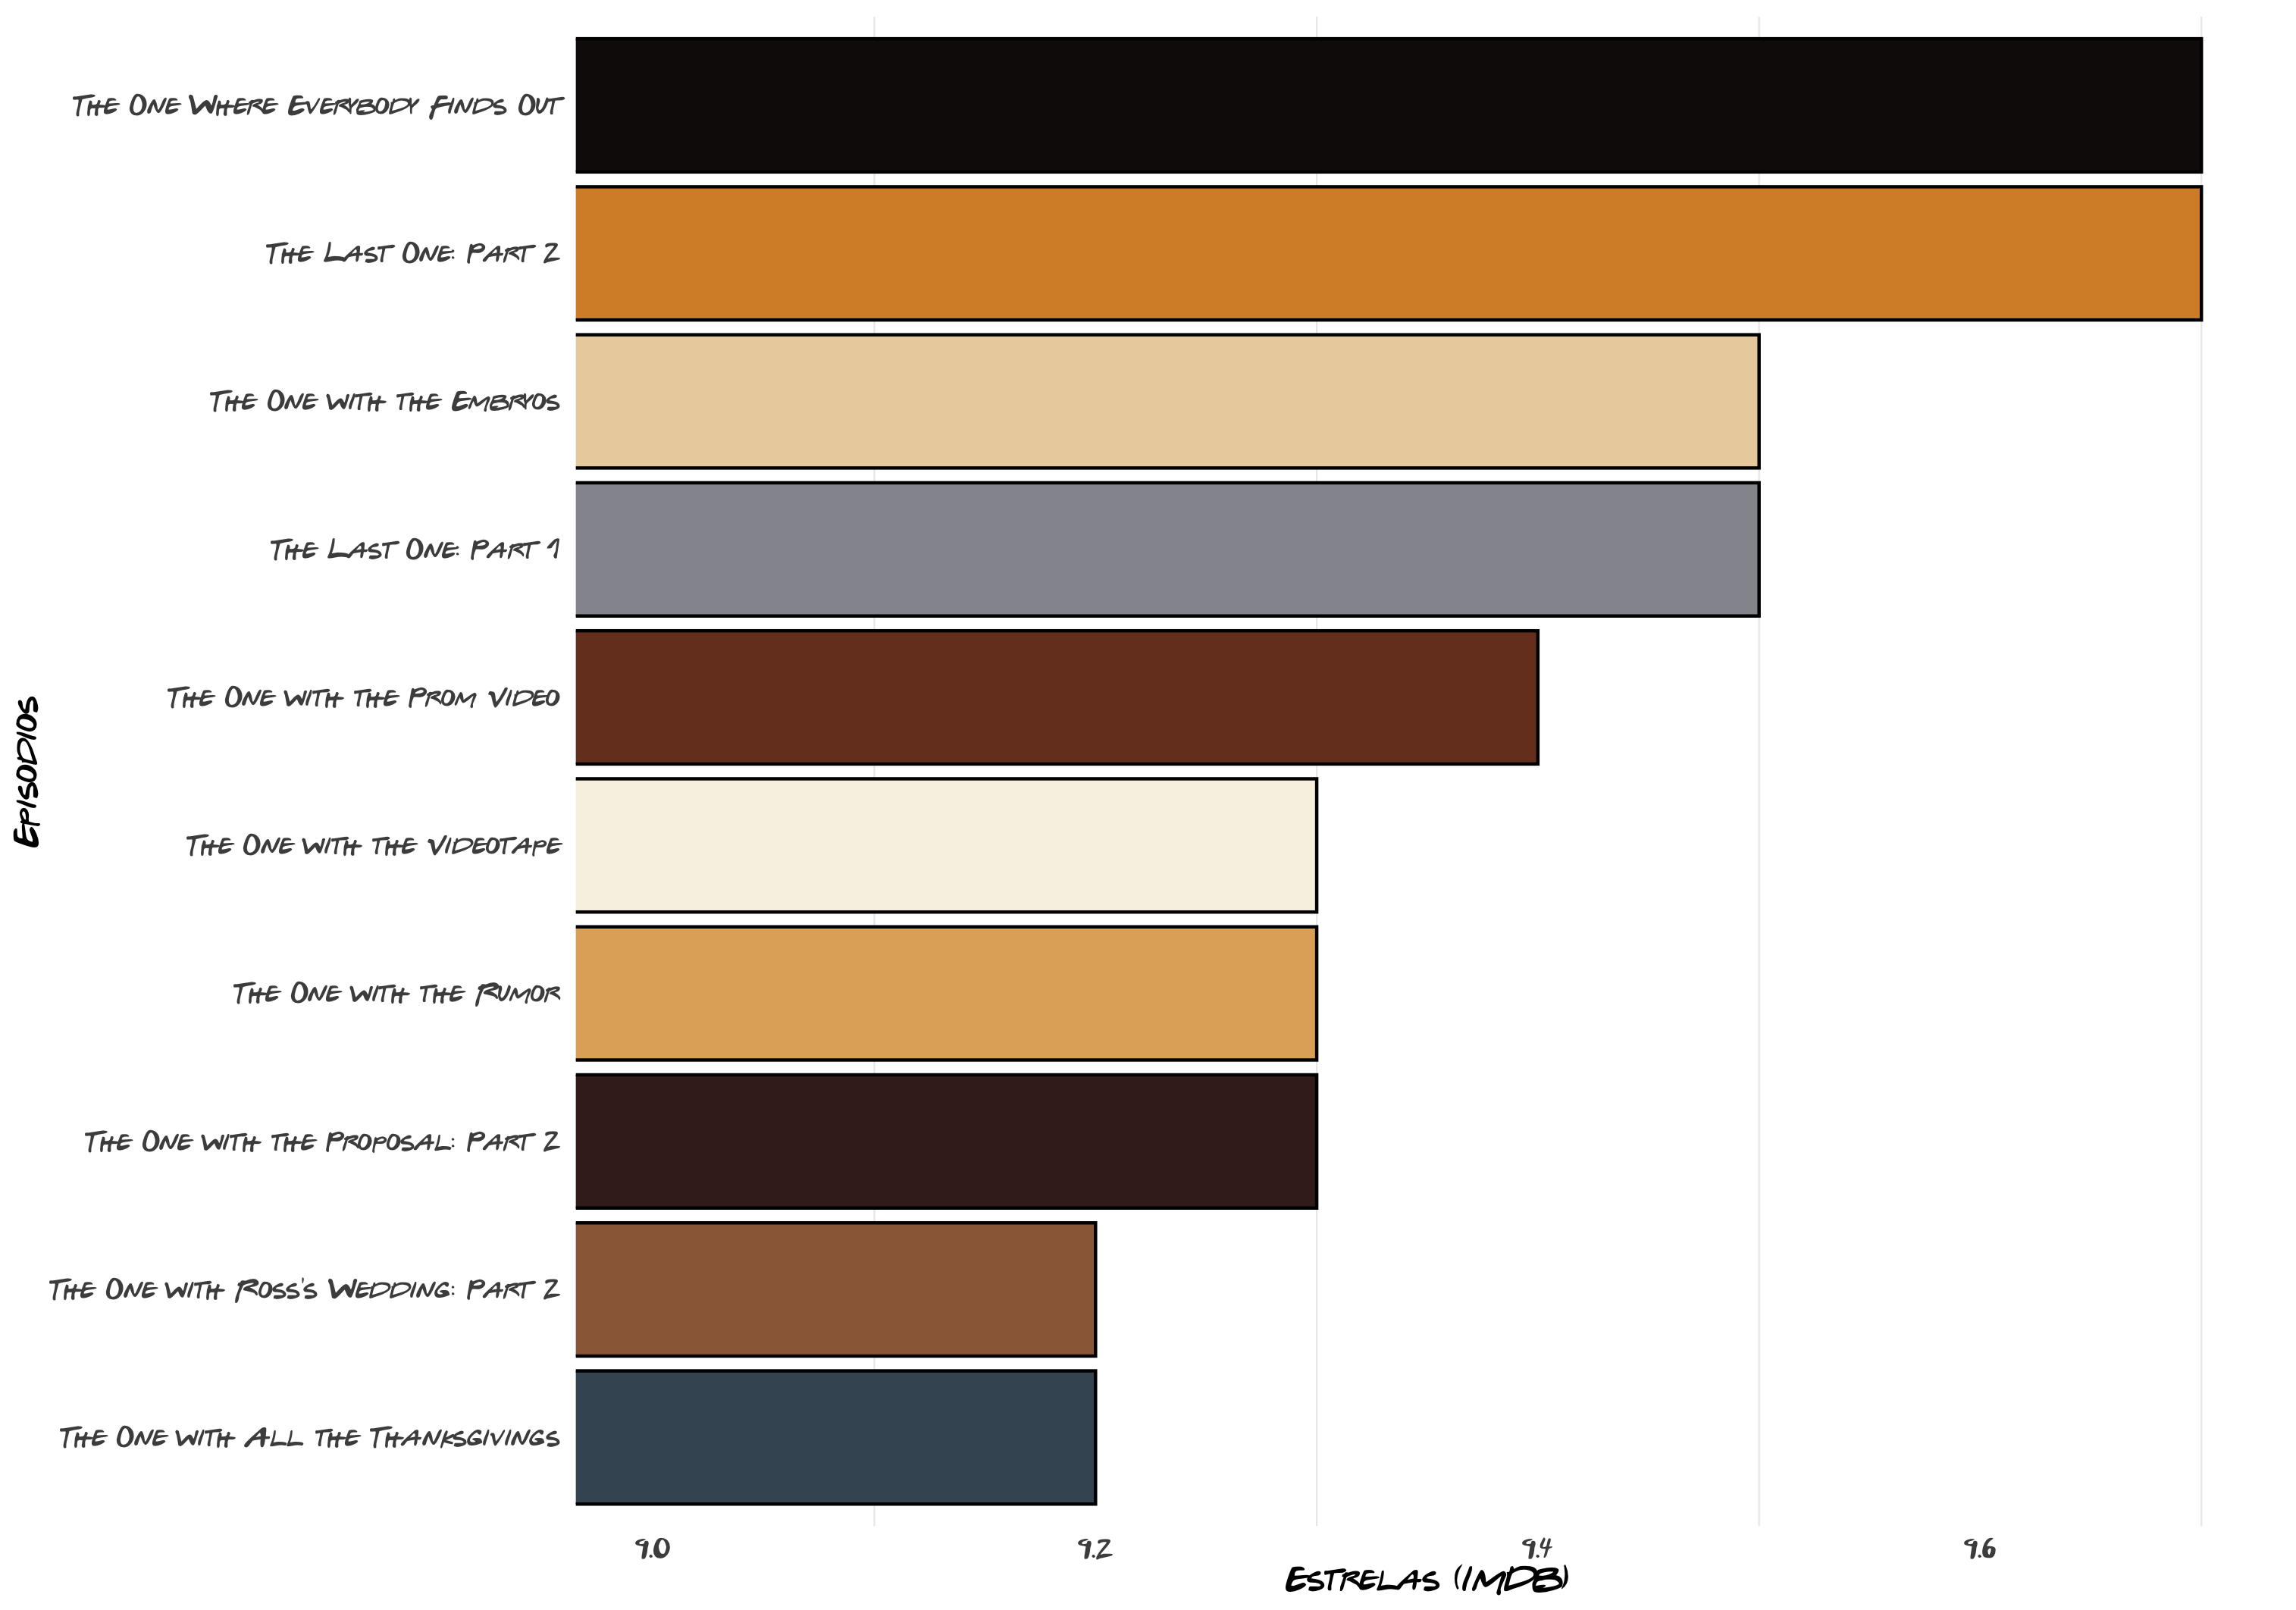 The One Where Everybody Finds Out
The Last One: Part 2
The One with the Embryos
The Last One: Part 1
The One with the Prom Video
The One with the Videotape
The One with the Rumor
The One with the Proposal: Part 2
The One with Ross's Wedding: Part 2
The One with All the Thanksgivings
Episodios
9.0 9.2 9.4 9.6
Estrelas (IMDB)